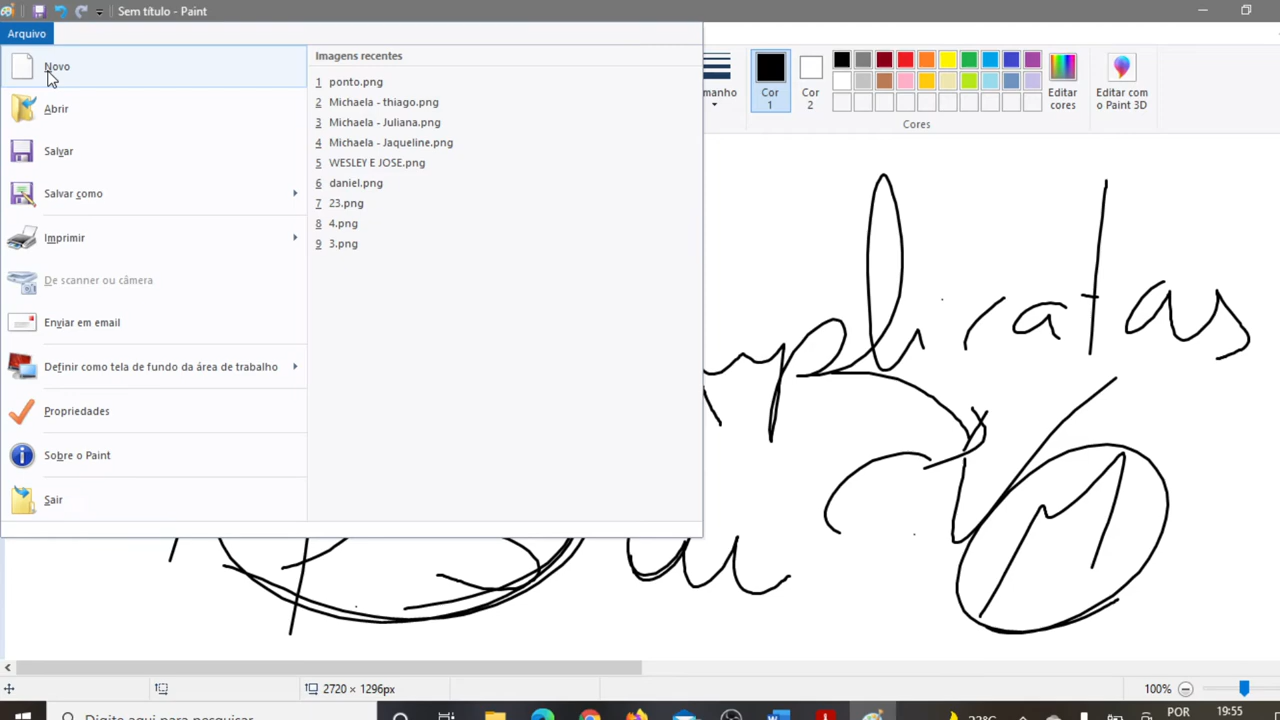 Sem título - Paint
Arquivo
Novo
Abrir
Salvar
Salvar como
Imprimir
De scanner ou câmera
Enviar em email
Definir como tela de fundo da área de trabalho
Propriedades
Sobre o Paint
Sair
Imagens recentes
1 ponto.png
2 Michaela - thiago.png
3 Michaela - Juliana.png
4 Michaela - Jaqueline.png
5 WESLEY E JOSE.png
6 daniel.png
7 23.png
8 4.png
9 3.png
manho
Cor 1
Cor 2
Editar cores
Editar com o Paint 3D
Cores
plicatas
M
2720 × 1296px
100%
Digite aqui para pesquisar
POR
19:55